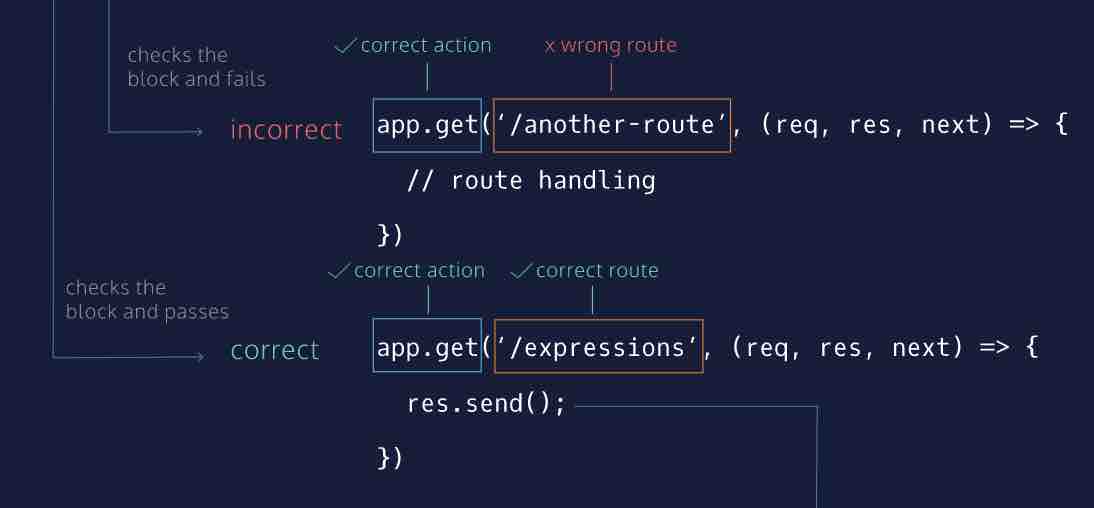 ✓ correct action x wrong route
checks the
block and fails
incorrect app.get(‘/another-route’, (req, res, next) => {
// route handling
})
✓ correct action ✓ correct route
checks the
block and passes
correct app.get(‘/expressions’, (req, res, next) => {
res.send();
})